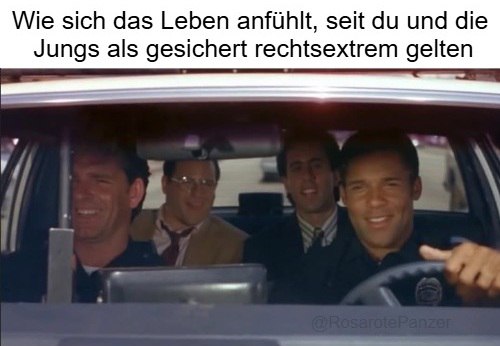 Wie sich das Leben anfühlt, seit du und die
Jungs als gesichert rechtsextrem gelten
@RosarotePanzer